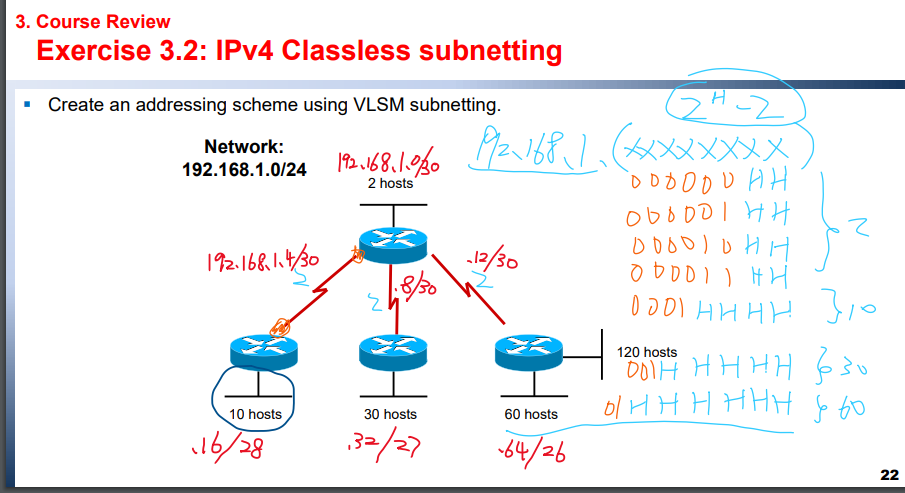 3. Course Review
Exercise 3.2: IPv4 Classless subnetting
▪ Create an addressing scheme using VLSM subnetting.
2^H-2
Network:
192.168.1.0/24
192.168.1.0/30
192.168.1.(XXXXXXXX)
2 hosts
000000HH
000001HH
000010HH
000011HH
} 2
192.168.1.4/30
2
.8/30
2
.12/30
2
0001HHHH } 10
120 hosts
001HHHHH } 30
01HHHHHH } 60
10 hosts
30 hosts
60 hosts
.16/28
.32/27
.64/26
22